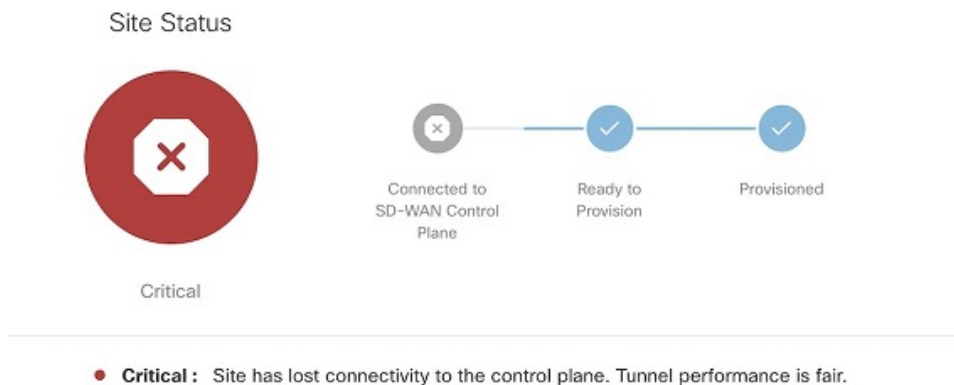 Site Status
Critical
Connected to
SD-WAN Control
Plane
Ready to
Provision
Provisioned
Critical : Site has lost connectivity to the control plane. Tunnel performance is fair.